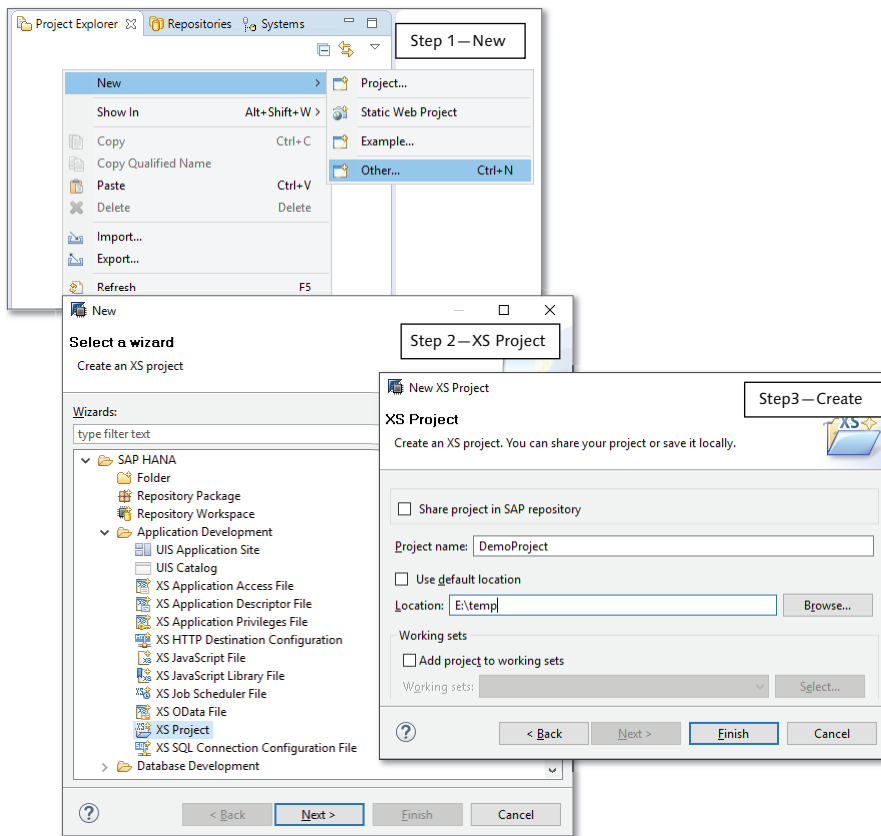 Project Explorer Repositories Systems
Step 1—New
New
Project...
Show In Alt+Shift+W >
Static Web Project
Copy Ctrl+C
Example...
Copy Qualified Name
Other... Ctrl+N
Paste Ctrl+V
Delete Delete
Import...
Export...
Refresh F5
New
Select a wizard
Step 2—XS Project
Create an XS project
Wizards:
type filter text
SAP HANA
Folder
Repository Package
Repository Workspace
Application Development
UIS Application Site
UIS Catalog
XS Application Access File
XS Application Descriptor File
XS Application Privileges File
XS HTTP Destination Configuration
XS JavaScript File
XS JavaScript Library File
XS Job Scheduler File
XS OData File
XS Project
XS SQL Connection Configuration File
Database Development
< Back Next > Finish Cancel
New XS Project
Step3—Create
XS Project
XS
Create an XS project. You can share your project or save it locally.
Share project in SAP repository
Project name: DemoProject
Use default location
Location: E:\temp Browse...
Working sets
Add project to working sets
Working sets: Select...
< Back Next > Finish Cancel